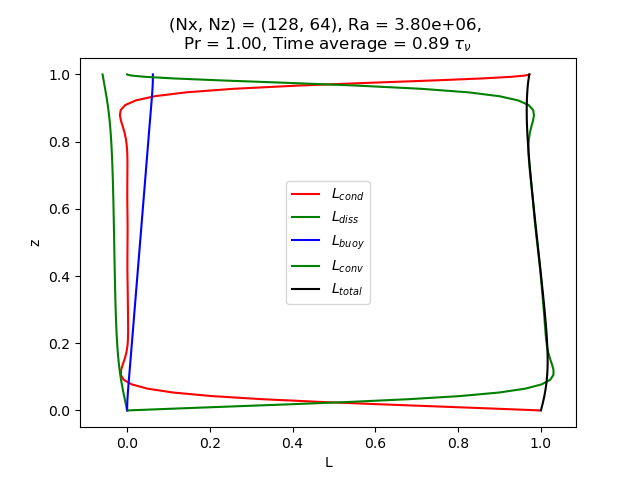 (Nx, Nz) = (128, 64), Ra = 3.80e+06,
Pr = 1.00, Time average = 0.89 τ_ν
1.0
0.8
0.6
0.4
0.2
0.0
z
L_cond
L_diss
L_buoy
L_conv
L_total
0.0 0.2 0.4 0.6 0.8 1.0
L